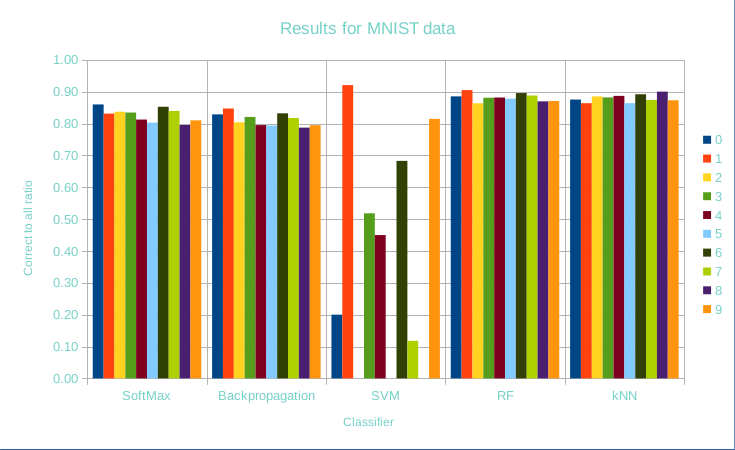 Results for MNIST data
1.00
0.90
0.80
0.70
0.60
0.50
0.40
0.30
0.20
0.10
0.00
Correct to all ratio
SoftMax
Backpropagation
SVM
RF
kNN
Classifier
0
1
2
3
4
5
6
7
8
9